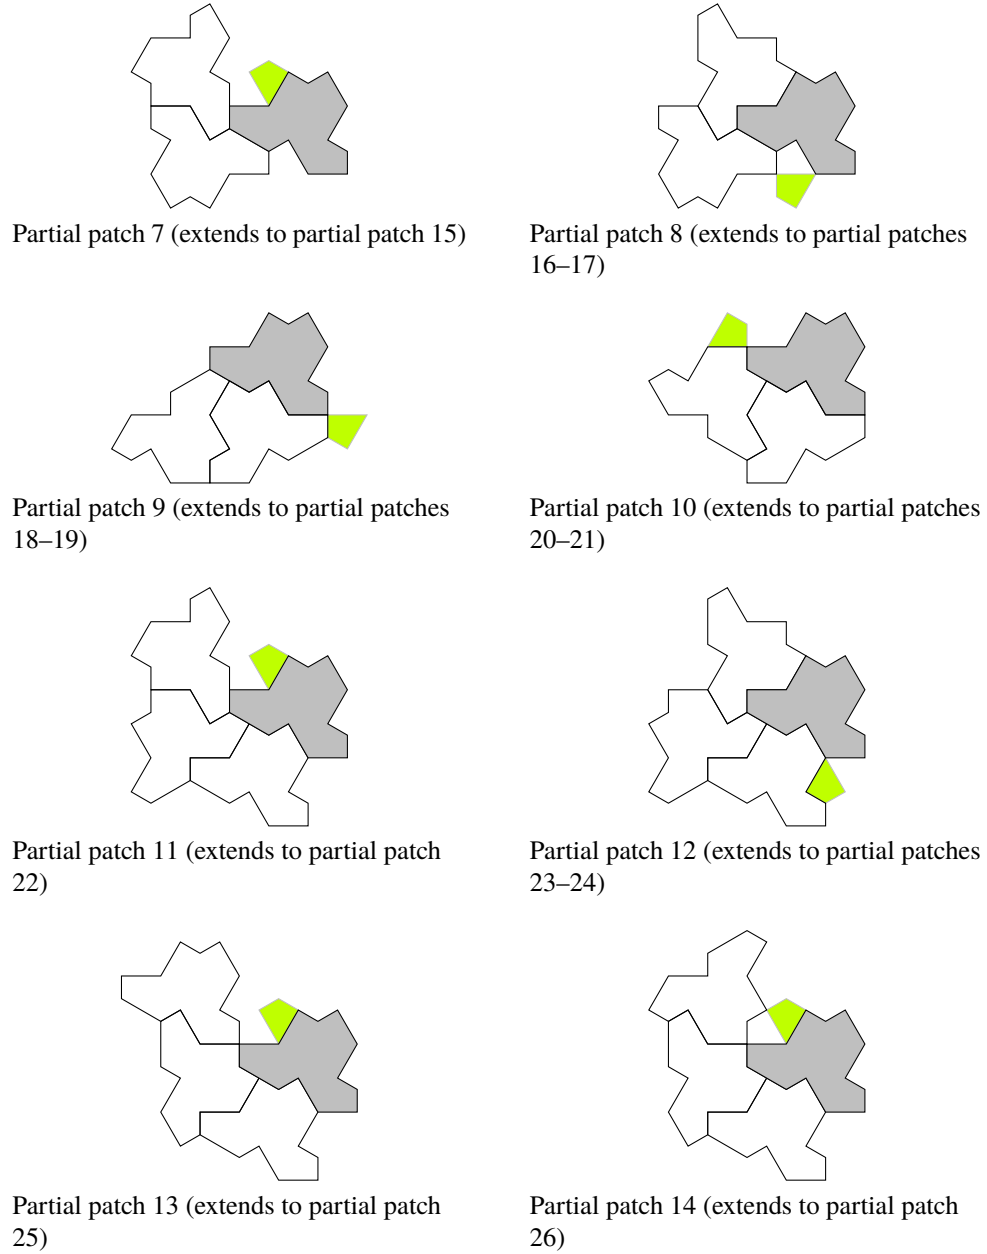 Partial patch 7 (extends to partial patch 15)
Partial patch 8 (extends to partial patches
16–17)
Partial patch 9 (extends to partial patches
18–19)
Partial patch 10 (extends to partial patches
20–21)
Partial patch 11 (extends to partial patch
22)
Partial patch 12 (extends to partial patches
23–24)
Partial patch 13 (extends to partial patch
25)
Partial patch 14 (extends to partial patch
26)